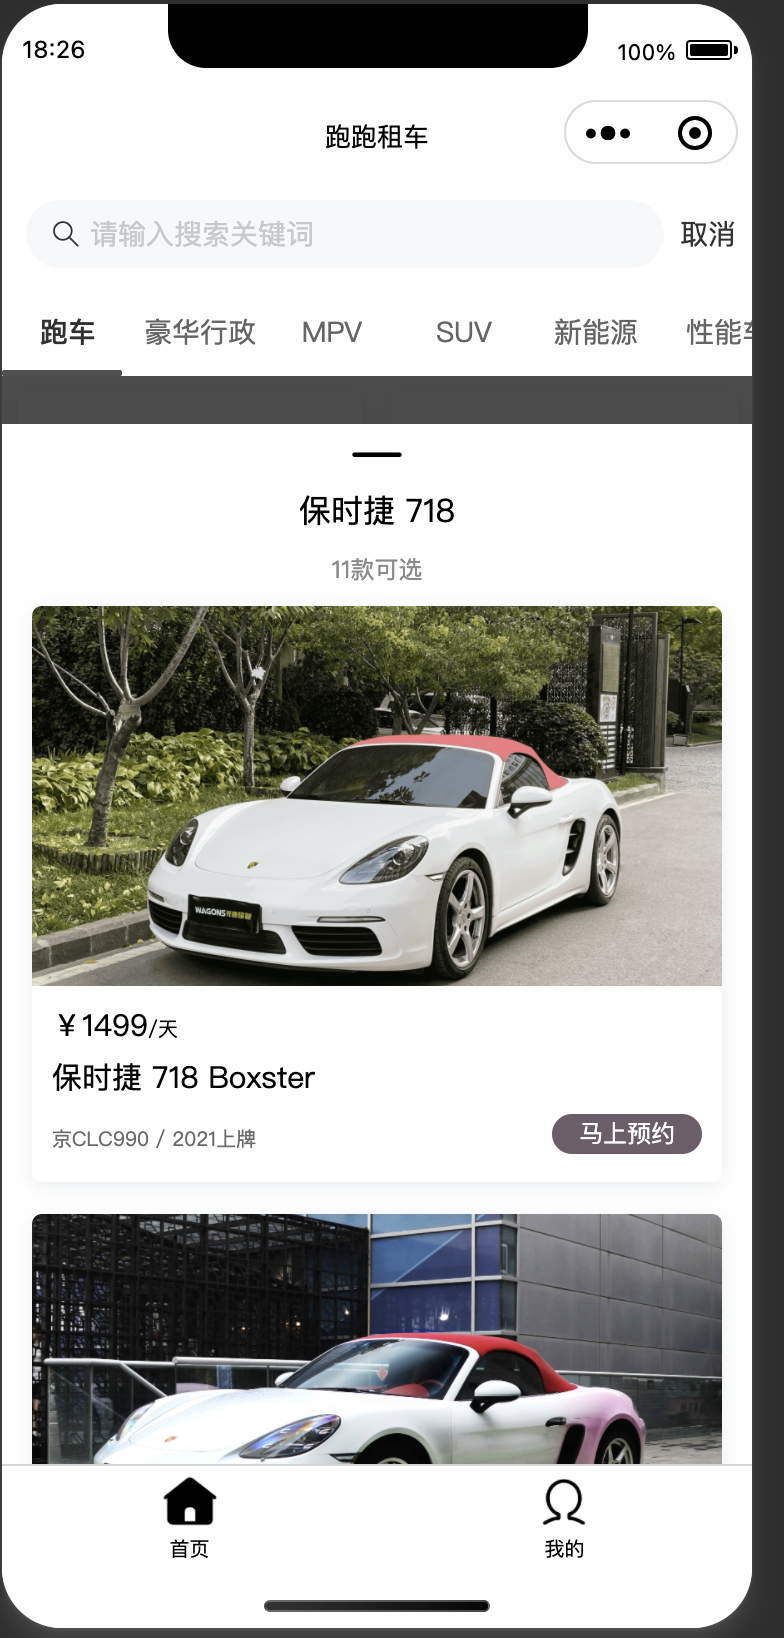 18:26
100%
跑跑租车
请输入搜索关键词
取消
跑车 豪华行政 MPV SUV 新能源 性能车
保时捷 718
11款可选
WAGONS
￥1499/天
保时捷 718 Boxster
京CLC990 / 2021上牌
马上预约
首页
我的